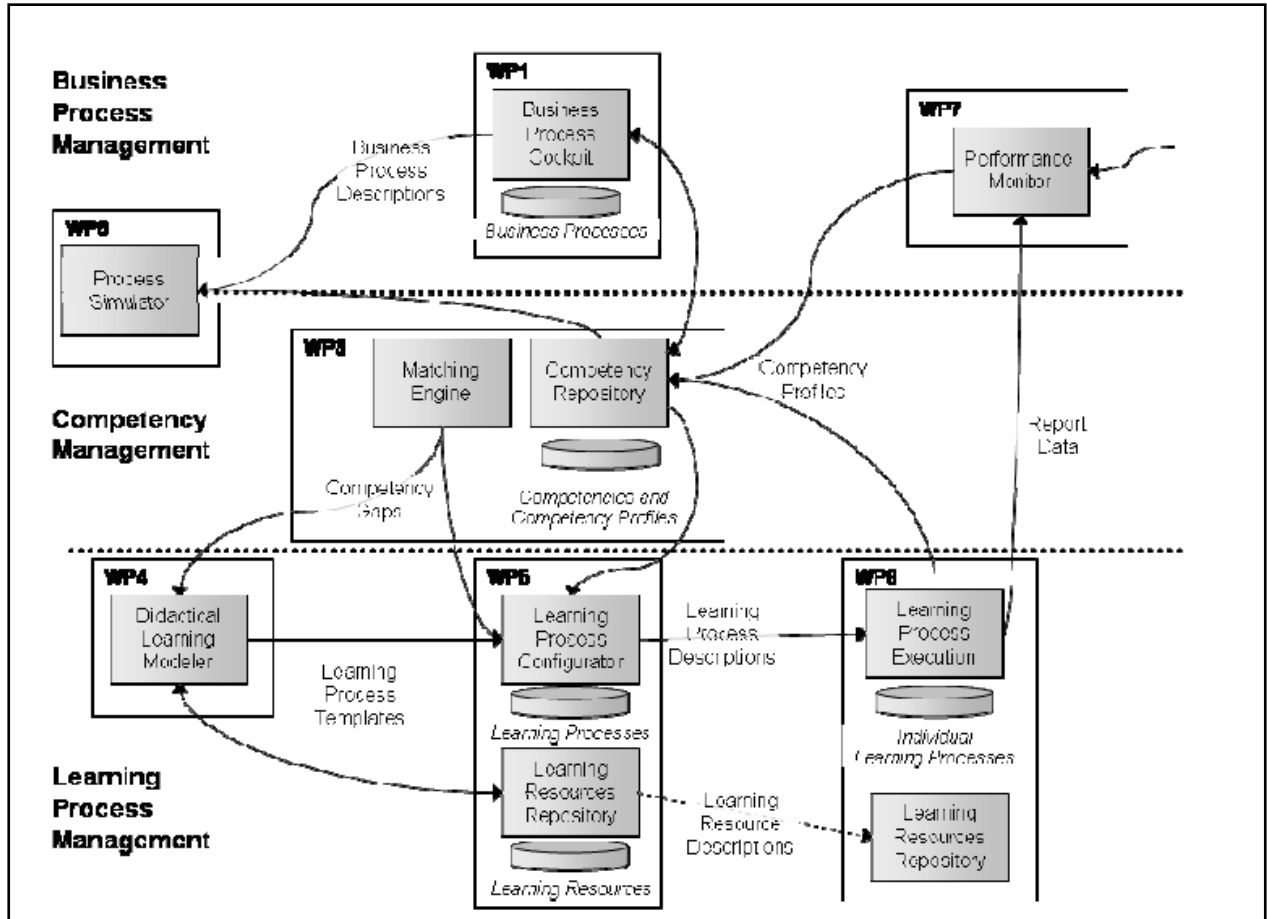 Business
Process
Management
WP1
Business
Process
Cockpit
Business Processes
Business
Process
Descriptions
WP7
Performance
Monitor
Process
Simulator
WP3
Matching
Engine
Competency
Repository
Competencies and
Competency Profiles
Competency
Profiles
Report
Data
Competency
Management
Competency
Gaps
WP4
Didactical
Learning
Modeler
Learning
Process
Templates
WP5
Learning
Process
Configurator
Learning Processes
Learning
Resources
Repository
Learning Resources
Learning
Process
Descriptions
Learning
Resource
Descriptions
Learning
Process
Execution
Individual
Learning Processes
Learning
Resources
Repository
Learning
Process
Management